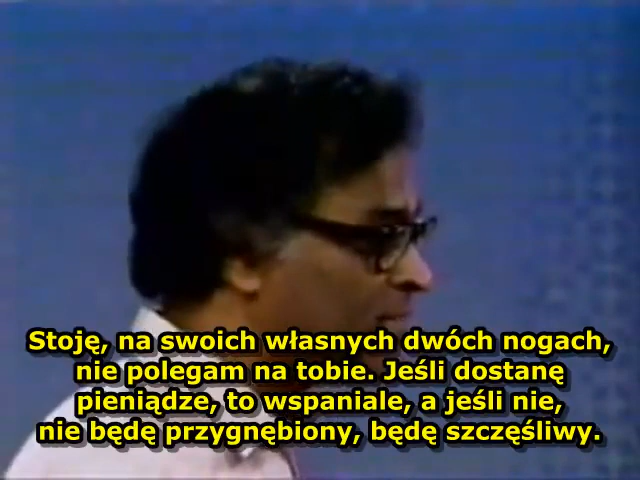 Stoję, na swoich własnych dwóch nogach,
nie polegam na tobie. Jeśli dostanę
pieniądze, to wspaniale, a jeśli nie,
nie będę przygnębiony, będę szczęśliwy.